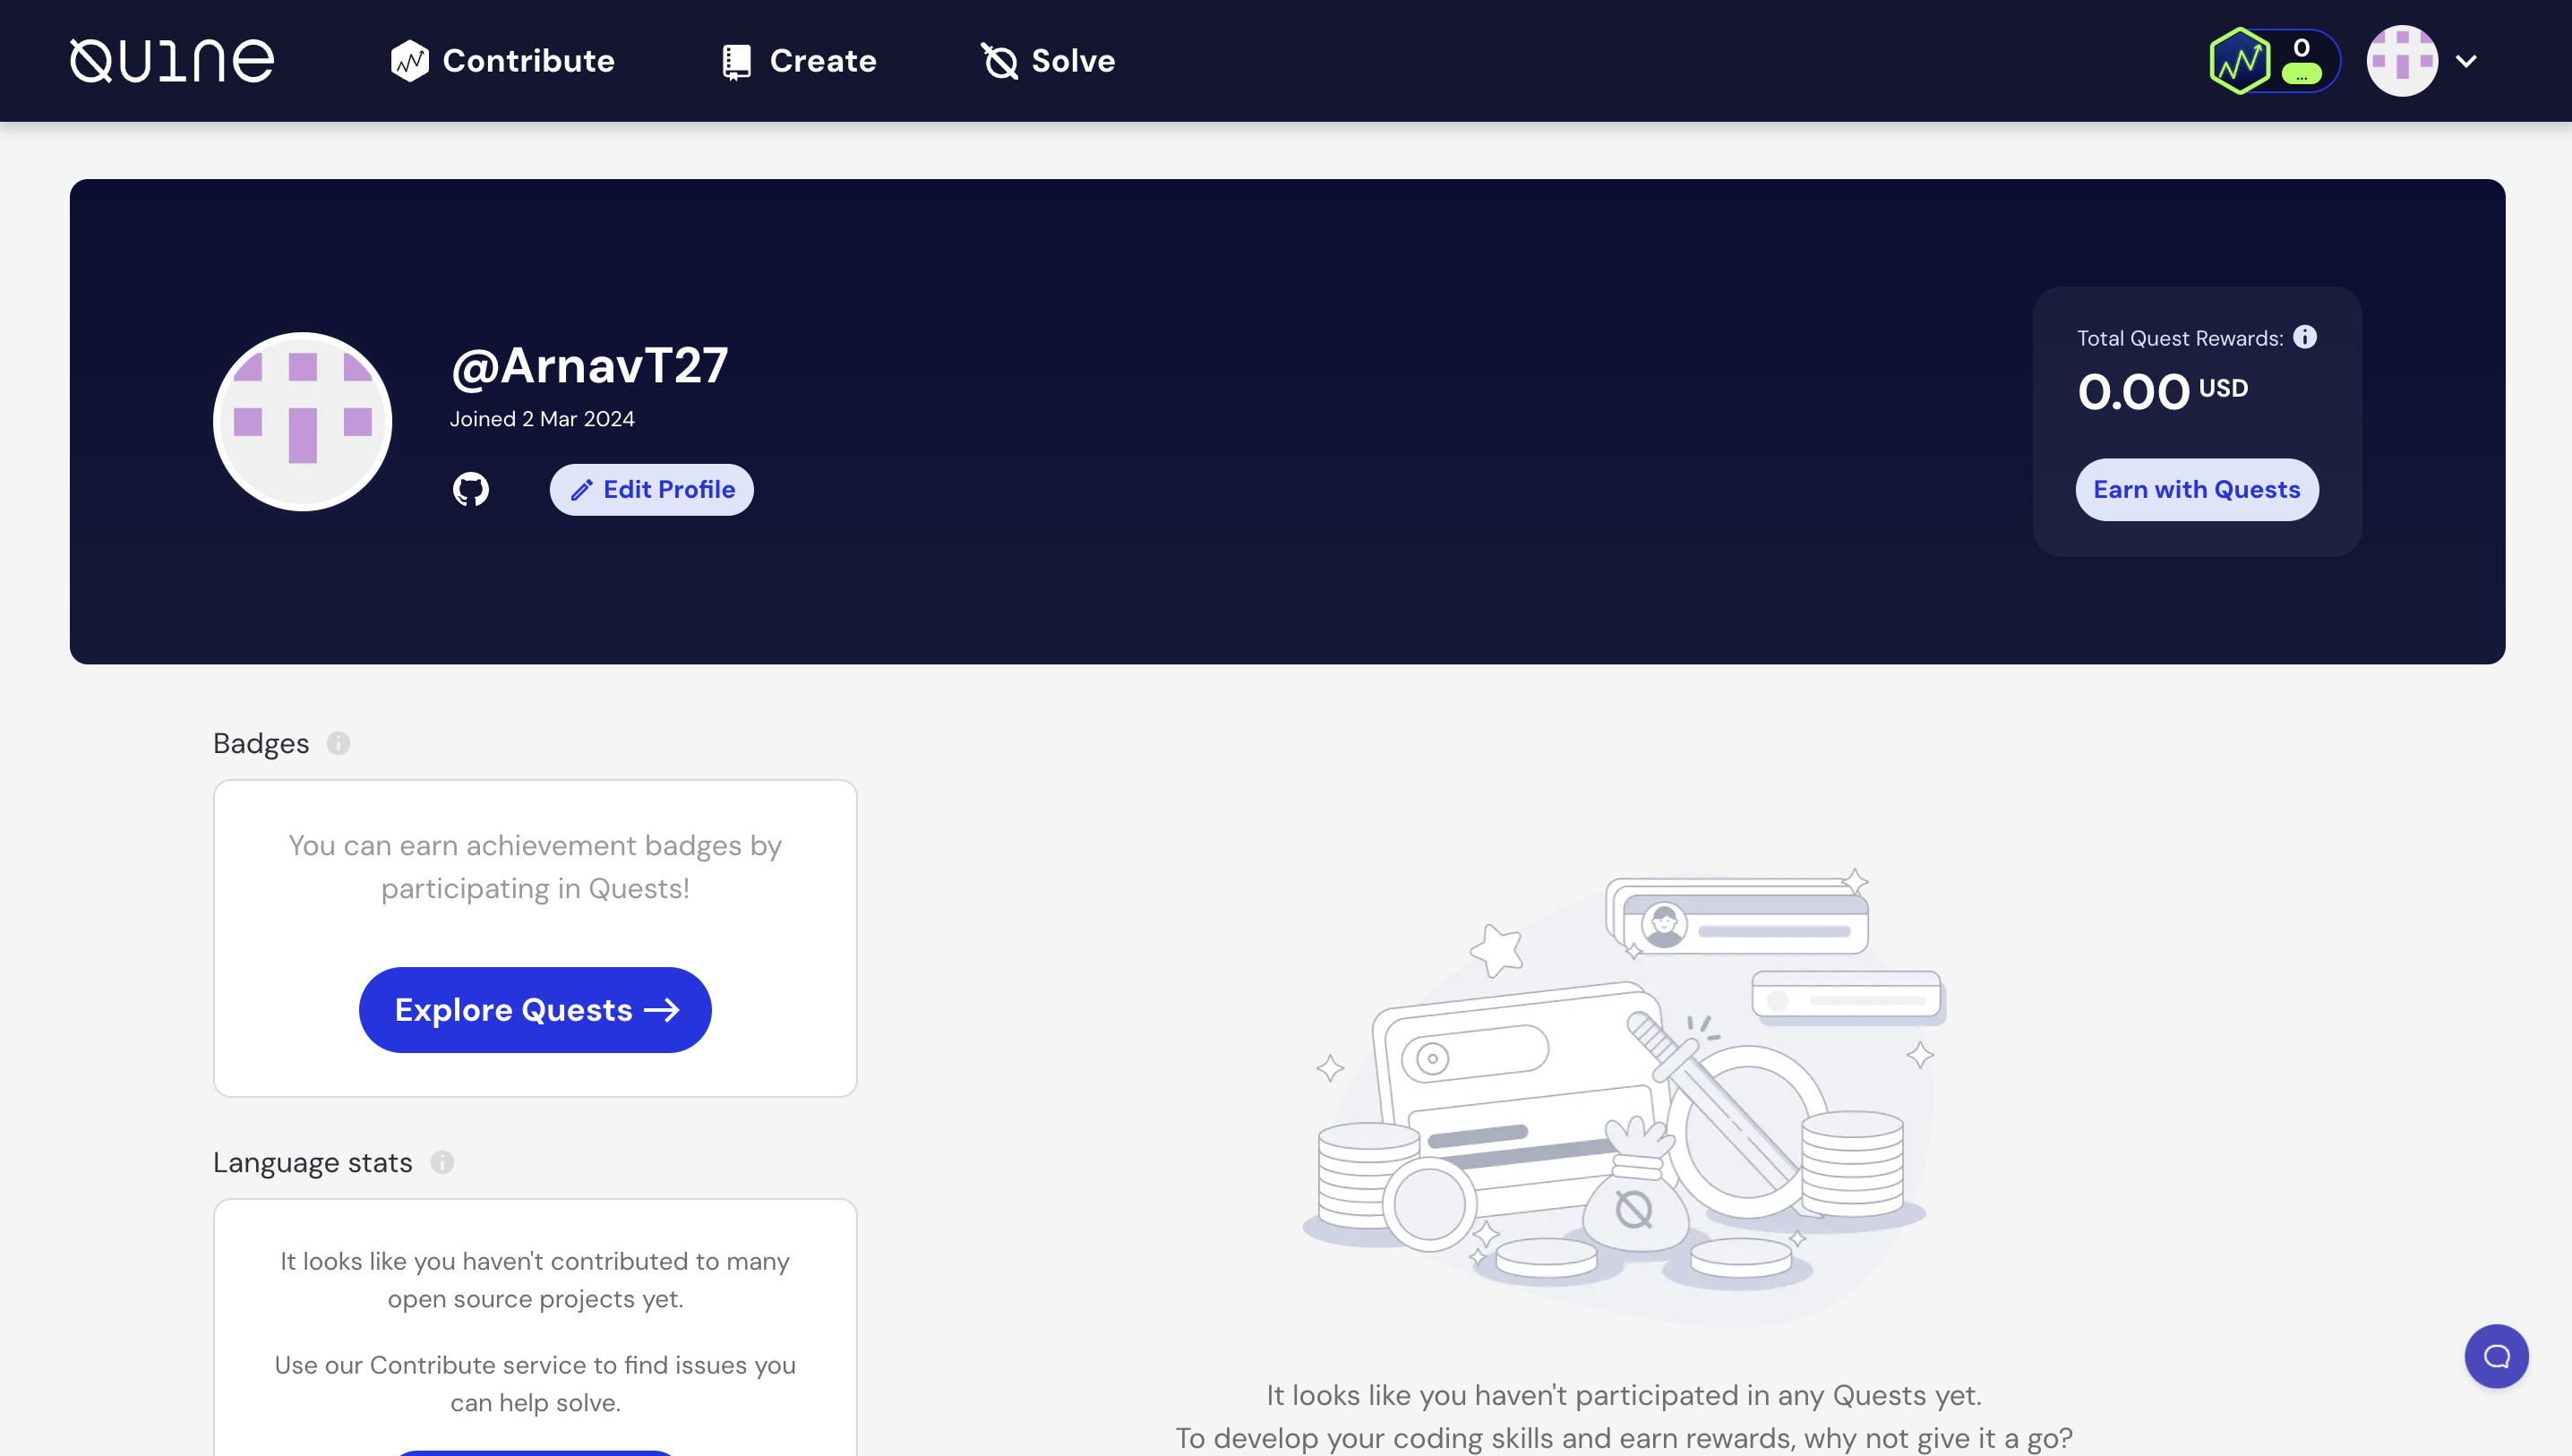 Quine
Contribute
Create
Solve
0
...
@ArnavT27
Joined 2 Mar 2024
Edit Profile
Total Quest Rewards:
0.00 USD
Earn with Quests
Badges
You can earn achievement badges by
participating in Quests!
Explore Quests
Language stats
It looks like you haven't contributed to many
open source projects yet.
Use our Contribute service to find issues you
can help solve.
It looks like you haven't participated in any Quests yet.
To develop your coding skills and earn rewards, why not give it a go?